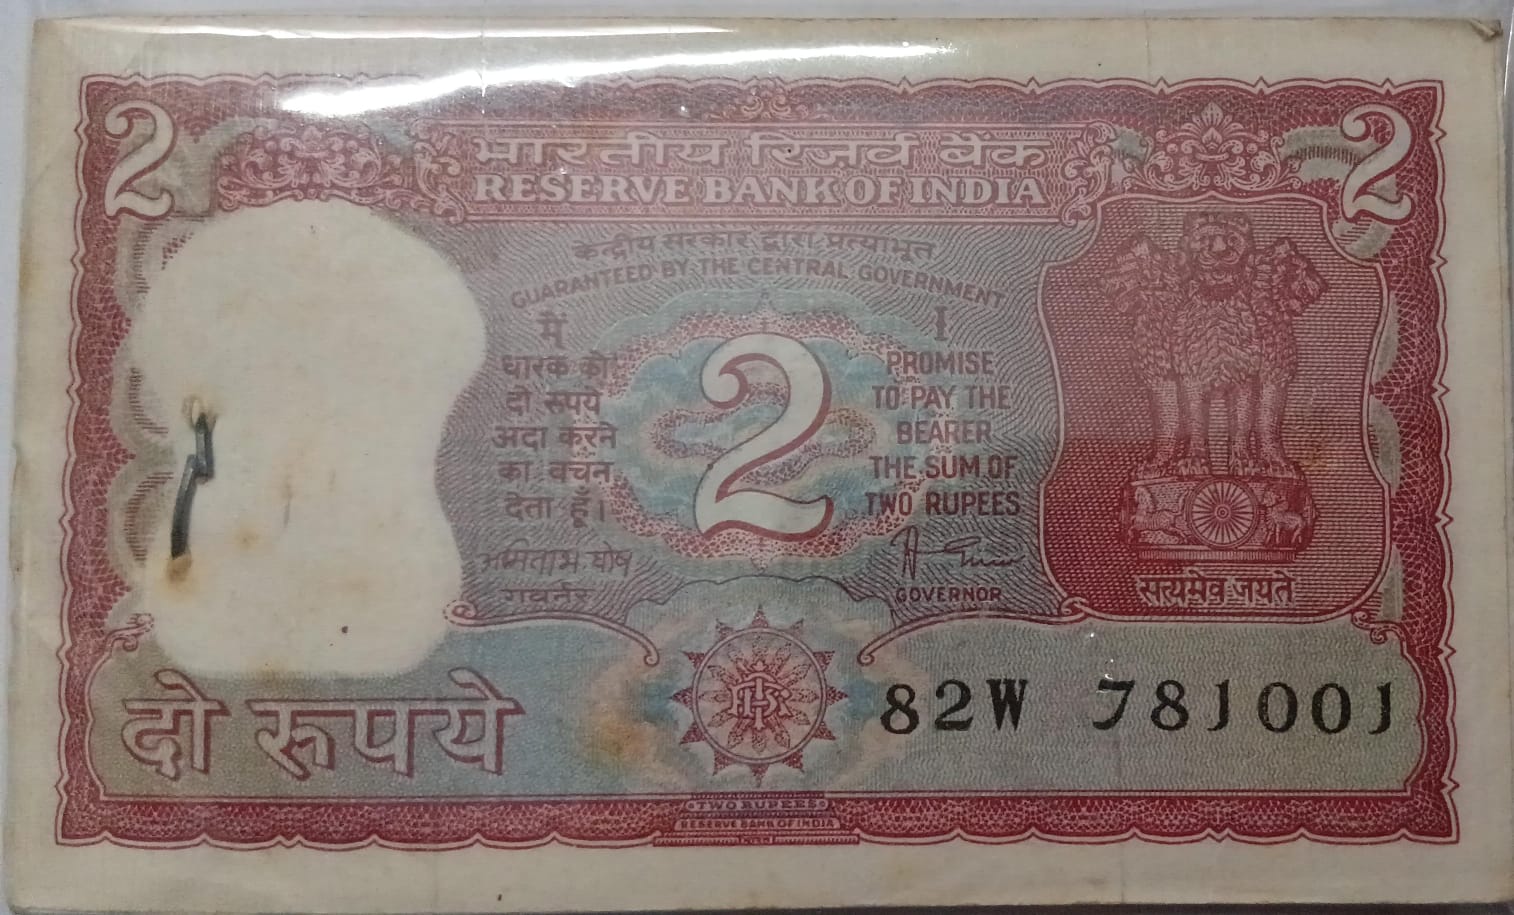 2 2
भारतीय रिज़र्व बैंक
RESERVE BANK OF INDIA
केन्द्रीय सरकार द्वारा प्रत्याभूत
GUARANTEED BY THE CENTRAL GOVERNMENT
मैं
धारक को
दो रुपये
अदा करने
का वचन
देता हूँ।
अमिताभ घोष
गवर्नर
2
I
PROMISE
TO PAY THE
BEARER
THE SUM OF
TWO RUPEES
GOVERNOR
सत्यमेव जयते
दो रूपये
82W 781001
TWO RUPEES
RESERVE BANK OF INDIA